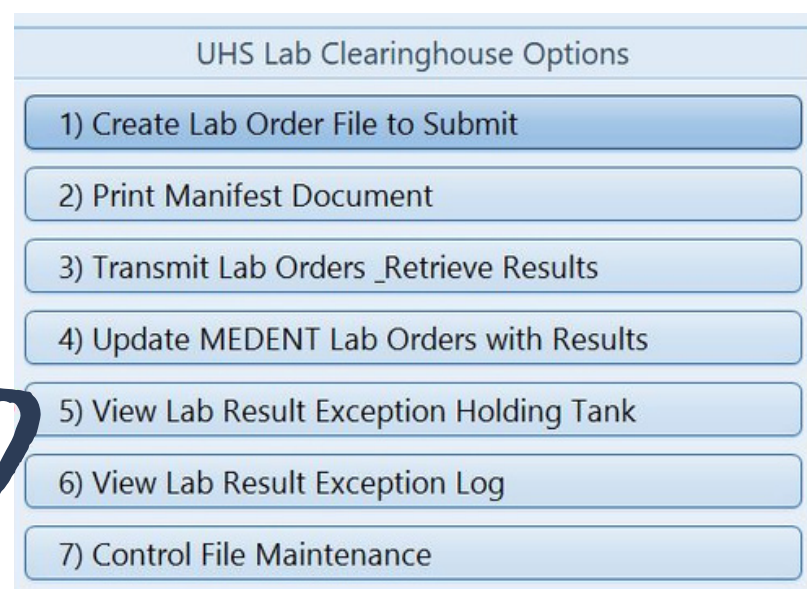 UHS Lab Clearinghouse Options
1) Create Lab Order File to Submit
2) Print Manifest Document
3) Transmit Lab Orders _Retrieve Results
4) Update MEDENT Lab Orders with Results
5) View Lab Result Exception Holding Tank
6) View Lab Result Exception Log
7) Control File Maintenance